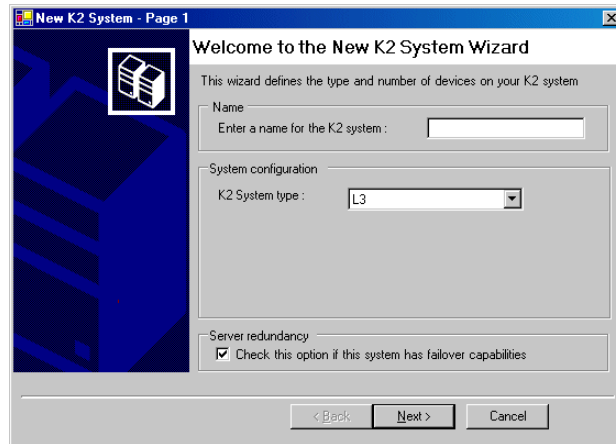 New K2 System - Page 1
Welcome to the New K2 System Wizard
This wizard defines the type and number of devices on your K2 system
Name
Enter a name for the K2 system :
System configuration
K2 System type :
L3
Server redundancy
Check this option if this system has failover capabilities
< Back
Next >
Cancel